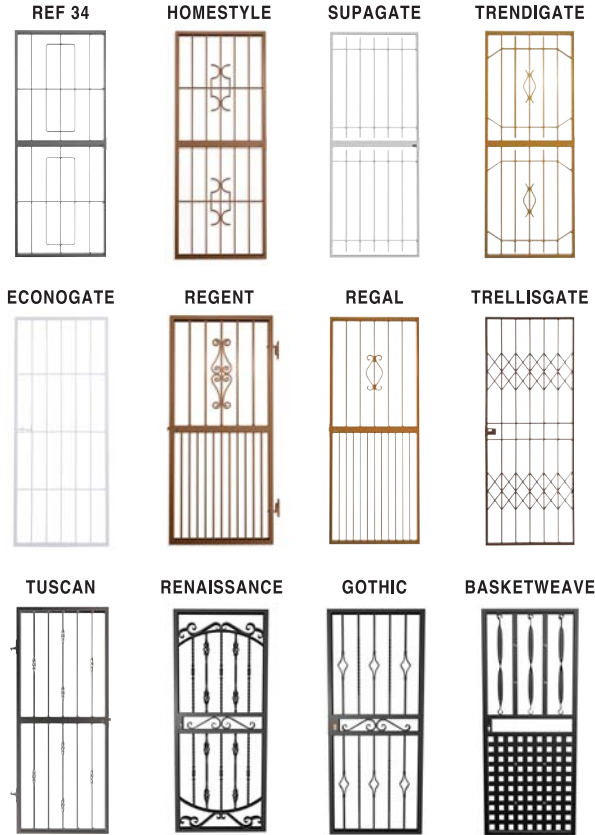 REF 34
HOMESTYLE
SUPAGATE
TRENDIGATE
ECONOGATE
REGENT
REGAL
TRELLISGATE
TUSCAN
RENAISSANCE
GOTHIC
BASKETWEAVE